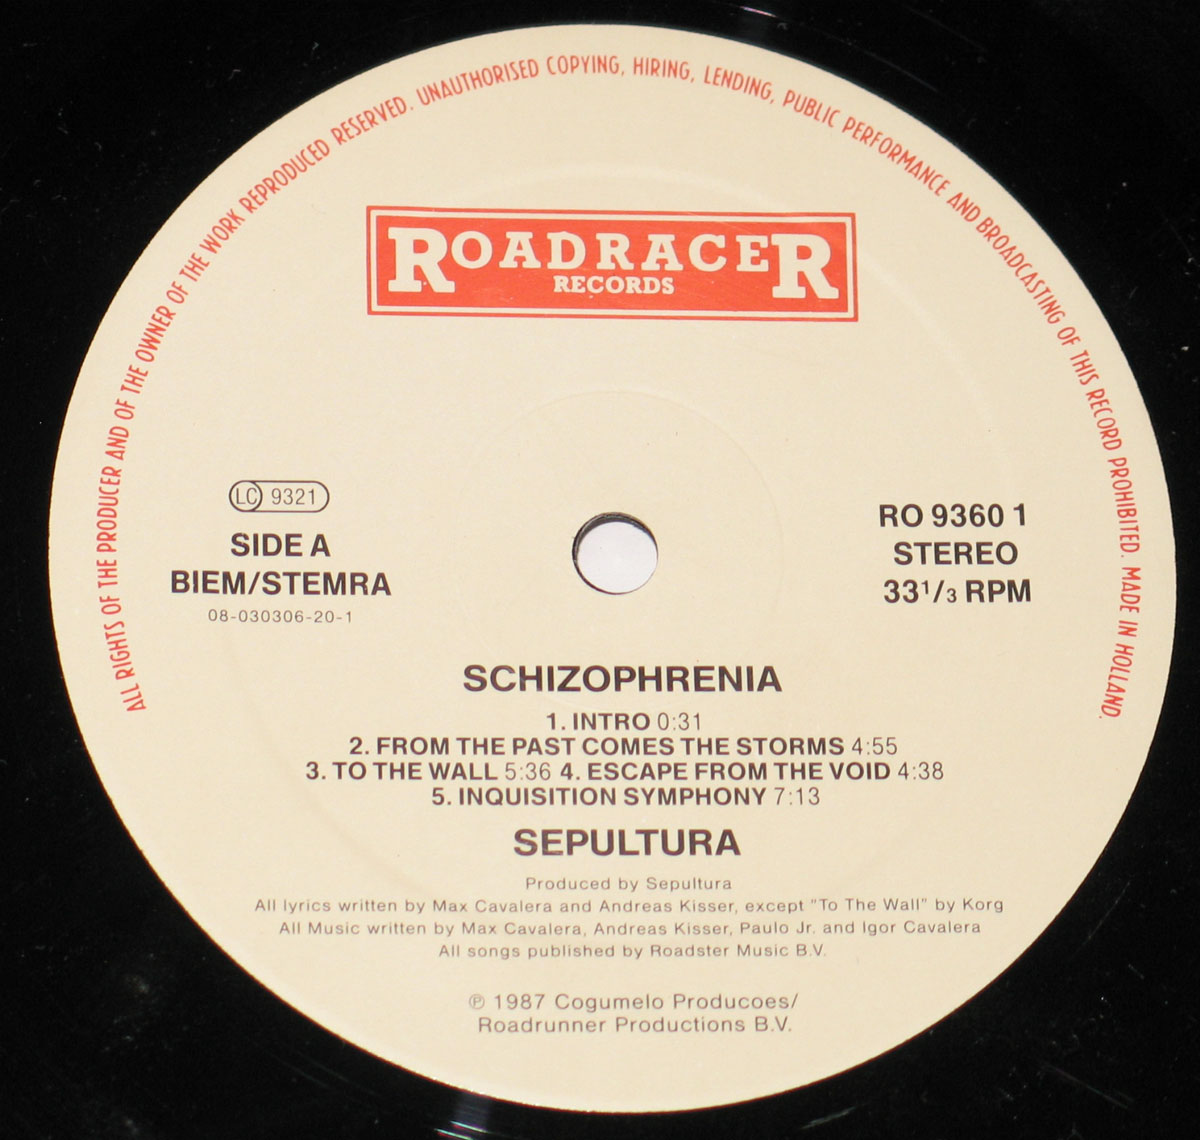 ALL RIGHTS OF THE PRODUCER AND OF THE OWNER OF THE WORK REPRODUCED RESERVED. UNAUTHORISED COPYING, HIRING, LENDING, PUBLIC PERFORMANCE AND BROADCASTING OF THIS RECORD PROHIBITED. MADE IN HOLLAND.
ROADRACER
RECORDS
LC 9321
SIDE A
BIEM/STEMRA
08-030306-20-1
RO 9360 1
STEREO
33 1/3 RPM
SCHIZOPHRENIA
1. INTRO 0:31
2. FROM THE PAST COMES THE STORMS 4:55
3. TO THE WALL 5:36 4. ESCAPE FROM THE VOID 4:38
5. INQUISITION SYMPHONY 7:13
SEPULTURA
Produced by Sepultura
All lyrics written by Max Cavalera and Andreas Kisser, except "To The Wall" by Korg
All Music written by Max Cavalera, Andreas Kisser, Paulo Jr. and Igor Cavalera
All songs published by Roadster Music B.V.
℗ 1987 Cogumelo Producoes/
Roadrunner Productions B.V.